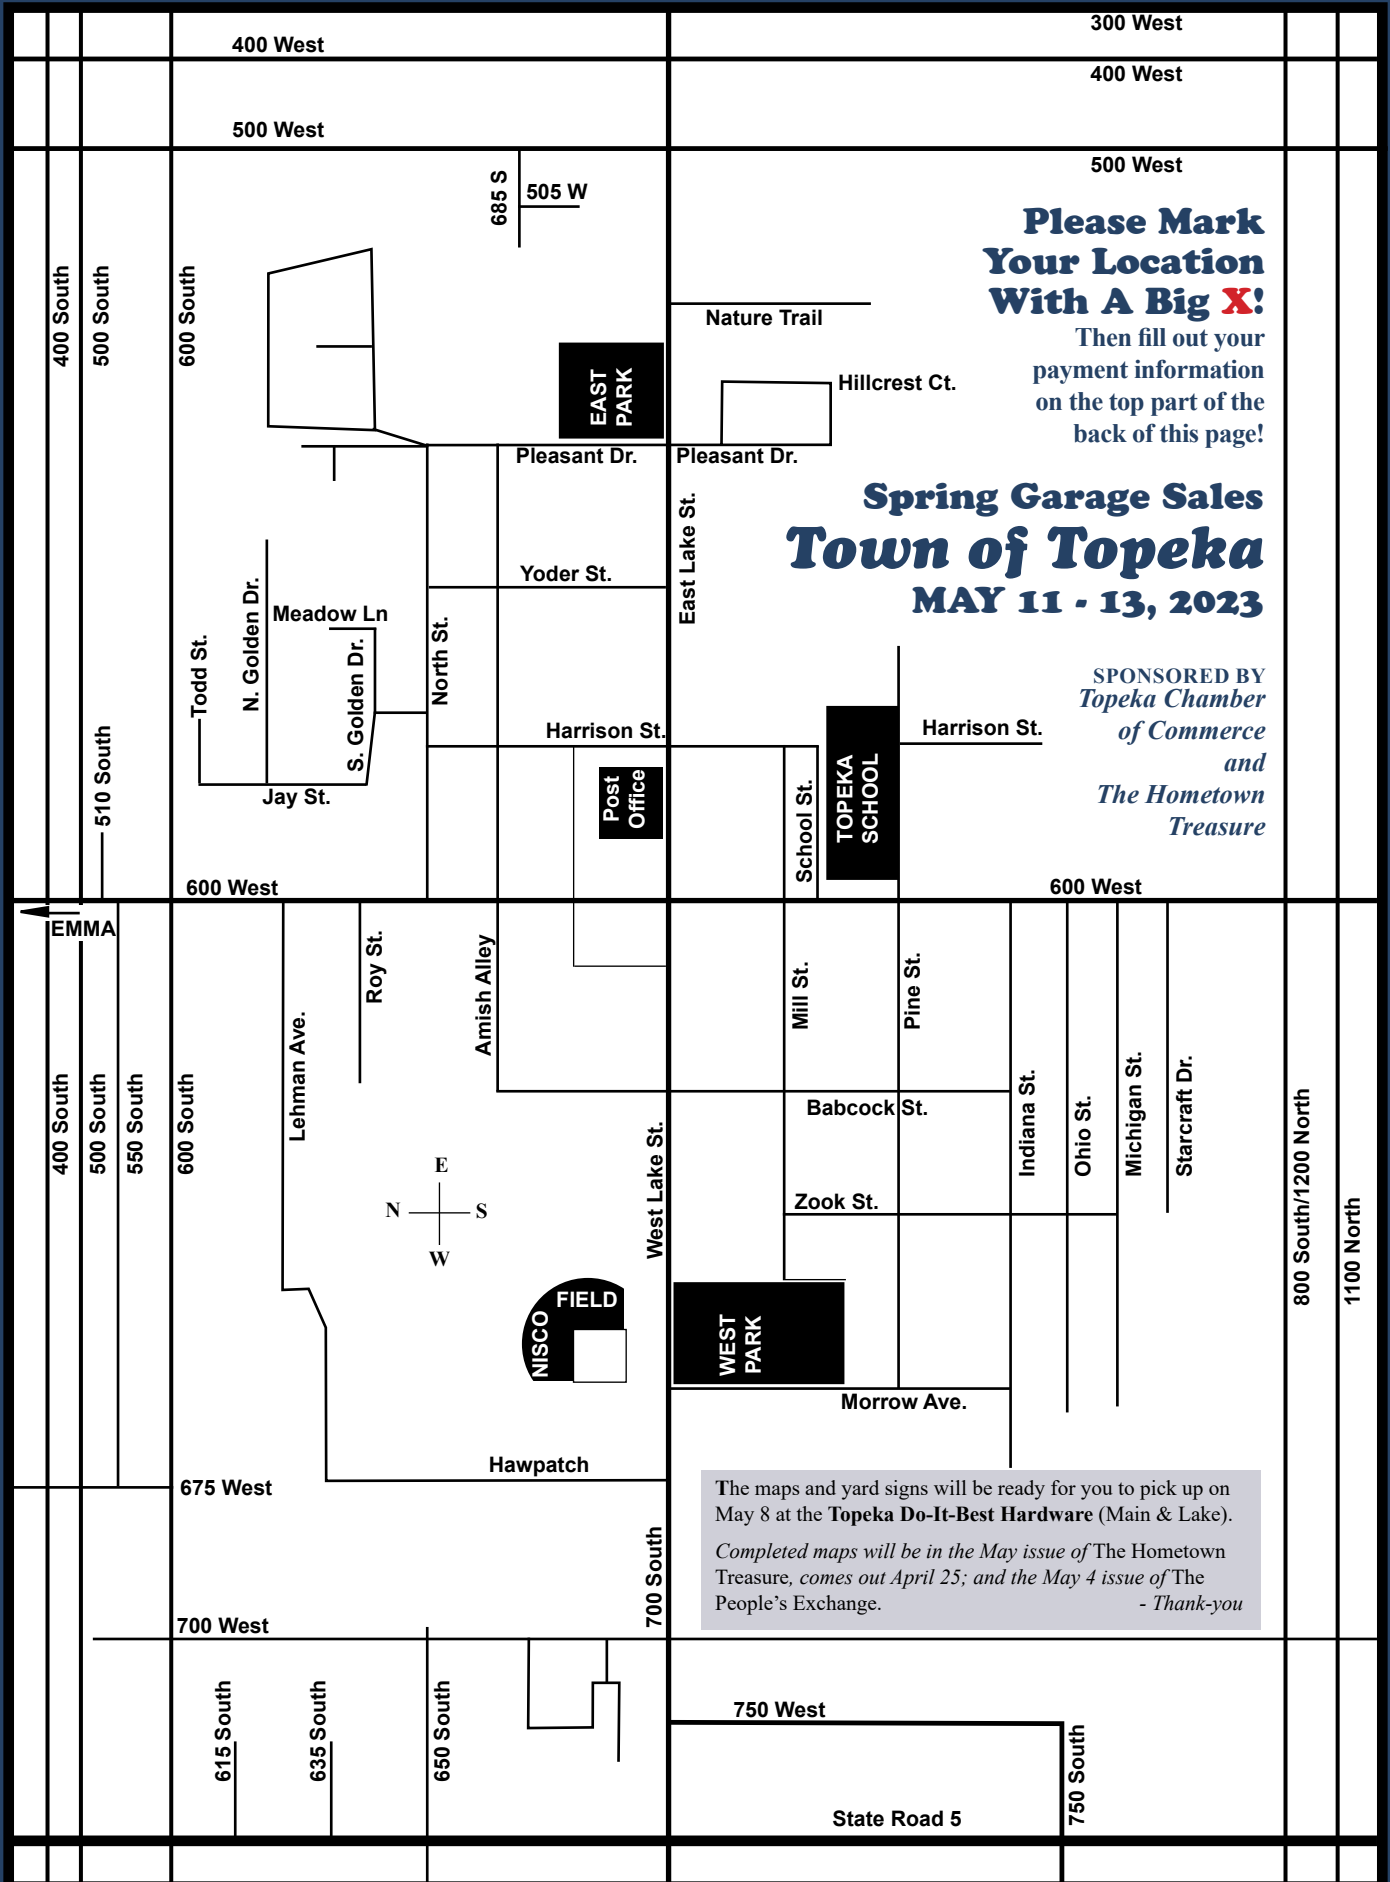 300 West
400 West
400 West
500 West
500 West
685 S
505 W
Please Mark
Your Location
With A Big X!
Then fill out your
payment information
on the top part of the
back of this page!
400 South
500 South
600 South
Nature Trail
EAST
PARK
Hillcrest Ct.
Pleasant Dr.
Pleasant Dr.
Spring Garage Sales
Town of Topeka
MAY 11 - 13, 2023
East Lake St.
Yoder St.
N. Golden Dr.
Meadow Ln
Todd St.
S. Golden Dr.
North St.
SPONSORED BY
Topeka Chamber
of Commerce
and
The Hometown
Treasure
Harrison St.
Harrison St.
510 South
Jay St.
Post
Office
School St.
TOPEKA
SCHOOL
600 West
600 West
EMMA
Roy St.
Amish Alley
Lehman Ave.
Mill St.
Pine St.
400 South
500 South
550 South
600 South
Babcock St.
Indiana St.
Ohio St.
Michigan St.
Starcraft Dr.
800 South/1200 North
1100 North
E
N
S
W
West Lake St.
Zook St.
NISCO
FIELD
WEST
PARK
Morrow Ave.
Hawpatch
675 West
The maps and yard signs will be ready for you to pick up on
May 8 at the Topeka Do-It-Best Hardware (Main & Lake).
Completed maps will be in the May issue of The Hometown
Treasure, comes out April 25; and the May 4 issue of The
People's Exchange. - Thank-you
700 South
700 West
615 South
635 South
650 South
750 West
750 South
State Road 5